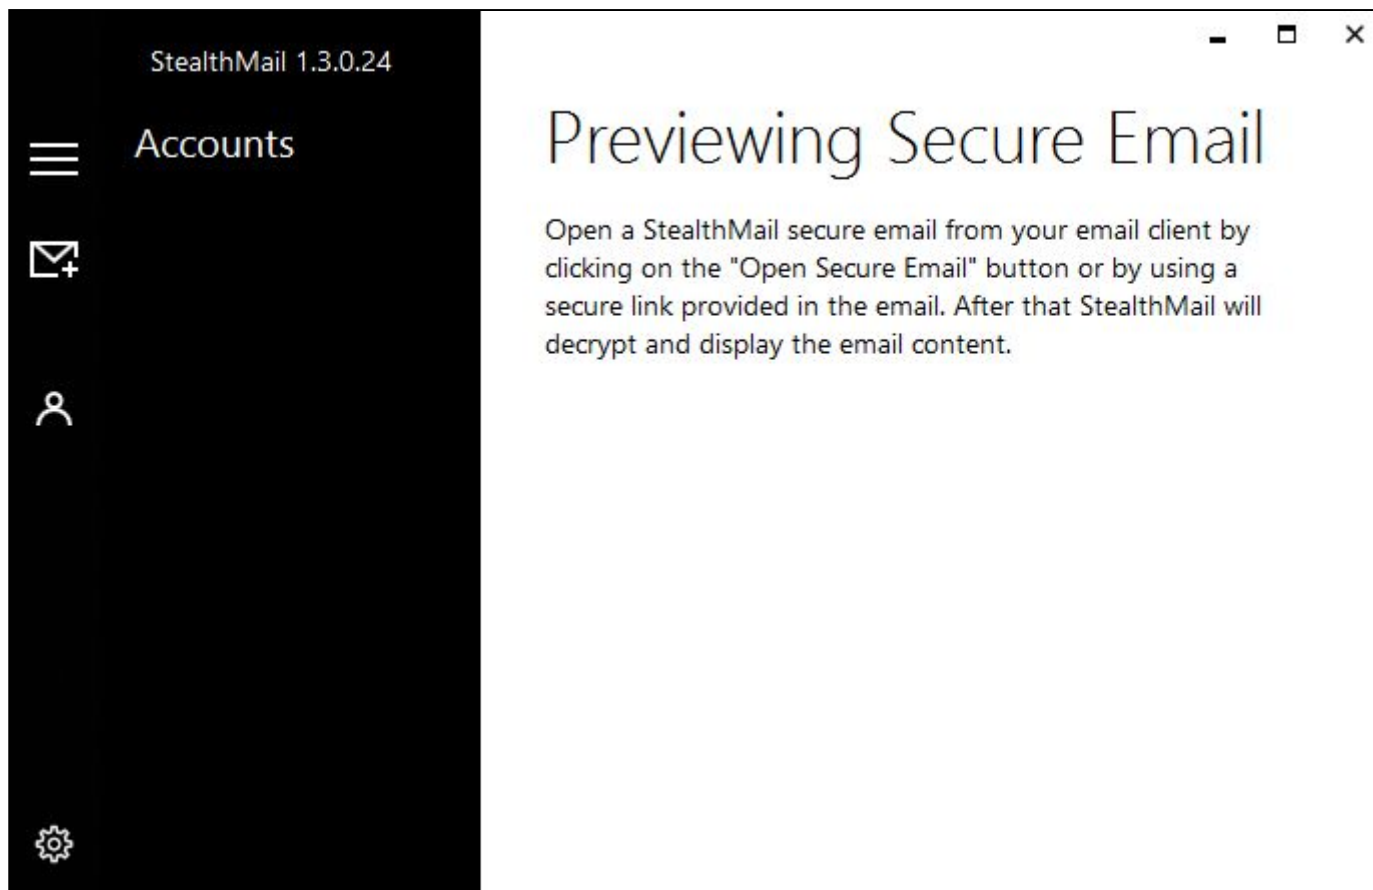 StealthMail 1.3.0.24
Accounts
Previewing Secure Email
Open a StealthMail secure email from your email client by
clicking on the "Open Secure Email" button or by using a
secure link provided in the email. After that StealthMail will
decrypt and display the email content.